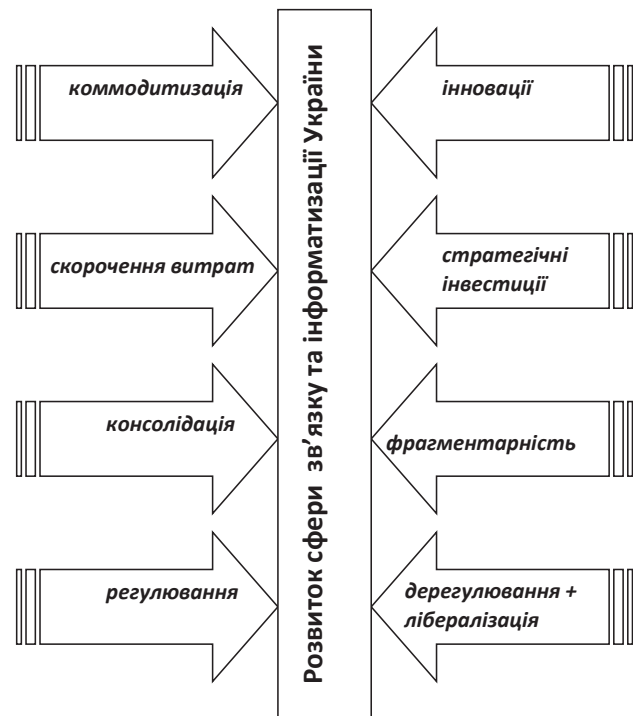 коммодитизація
інновації
скорочення витрат
стратегічні
інвестиції
консолідація
фрагментарність
регулювання
дерегулювання +
лібералізація
Розвиток сфери зв’язку та інформатизації України